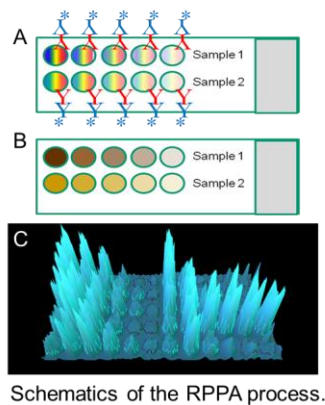 A
Sample 1
Sample 2
B
Sample 1
Sample 2
C
Schematics of the RPPA process.